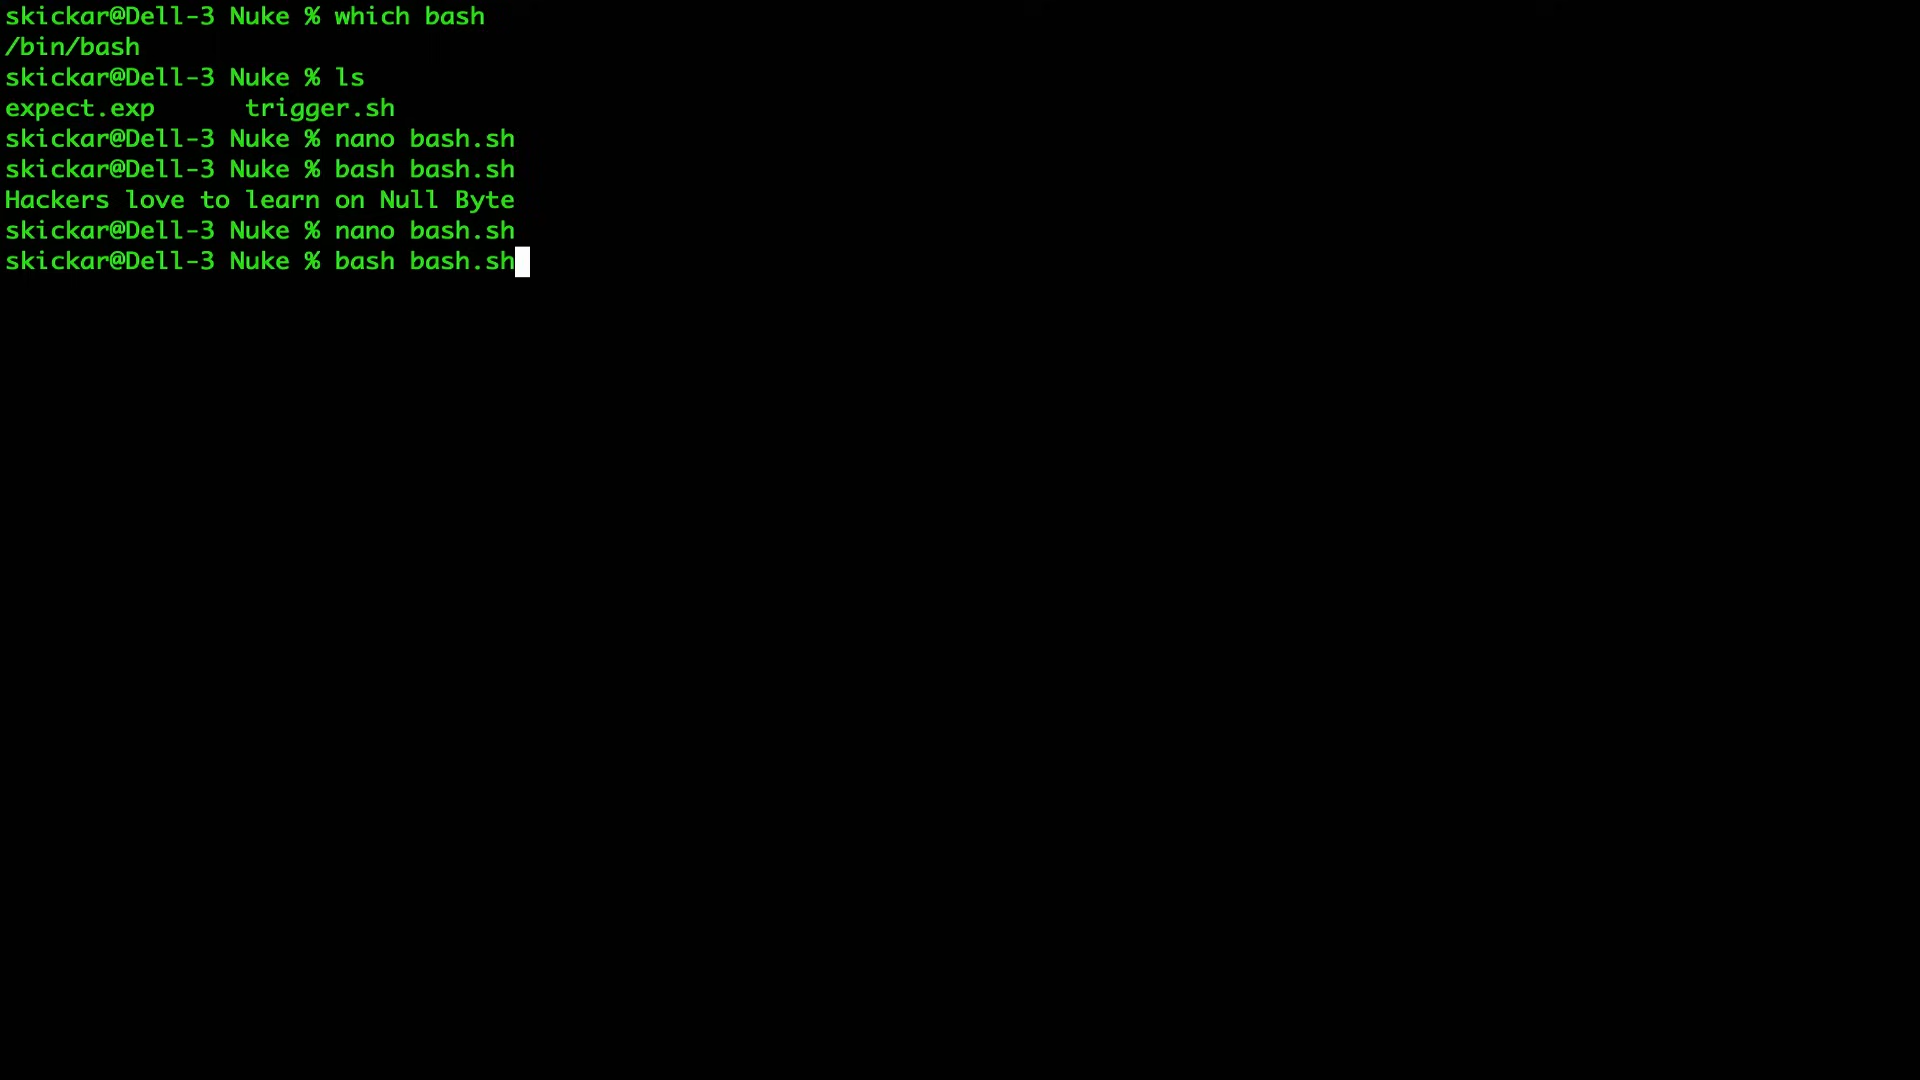 skickar@Dell-3 Nuke % which bash
/bin/bash
skickar@Dell-3 Nuke % ls
expect.exp      trigger.sh
skickar@Dell-3 Nuke % nano bash.sh
skickar@Dell-3 Nuke % bash bash.sh
Hackers love to learn on Null Byte
skickar@Dell-3 Nuke % nano bash.sh
skickar@Dell-3 Nuke % bash bash.sh